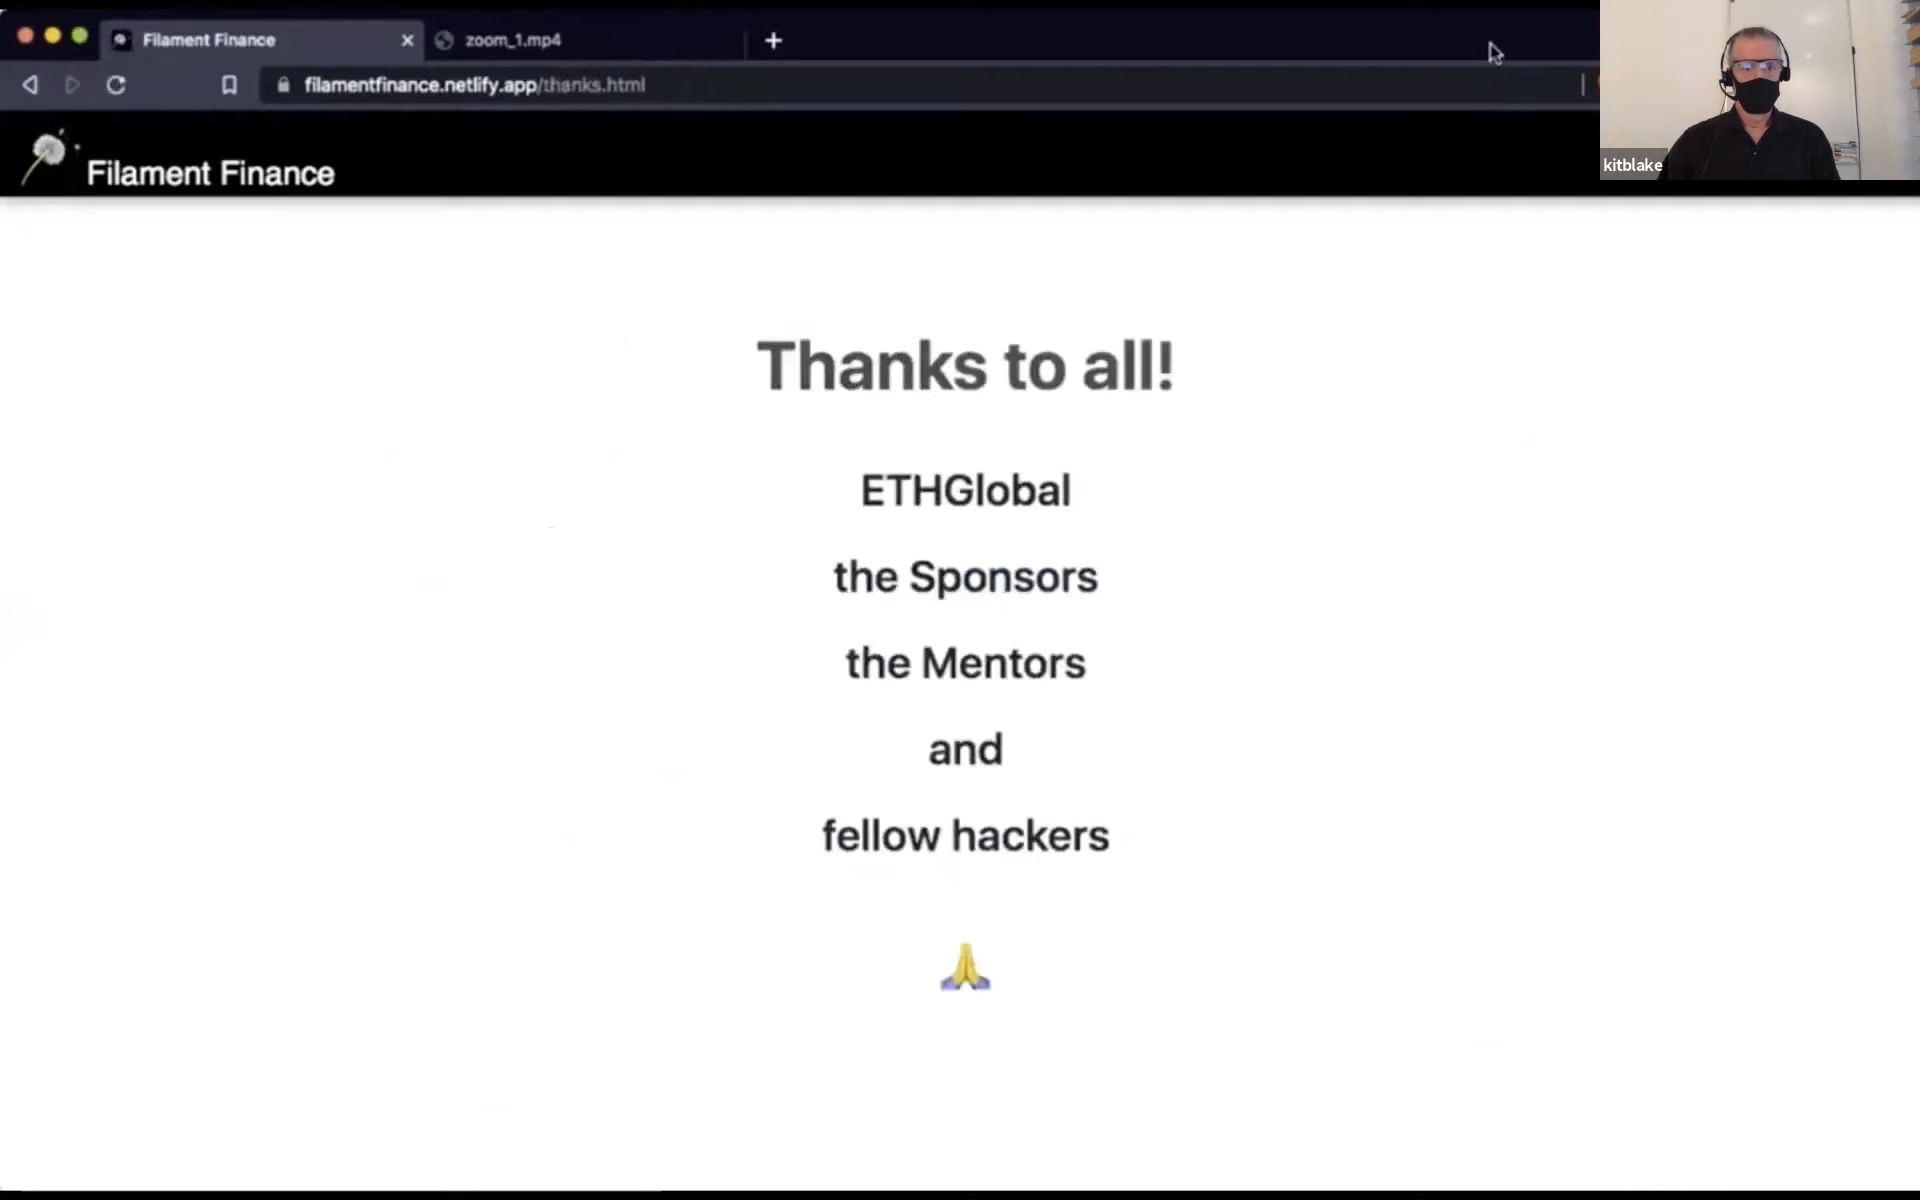 Filament Finance
zoom_1.mp4
filamentfinance.netlify.app/thanks.html
Filament Finance
kitblake
Thanks to all!
ETHGlobal
the Sponsors
the Mentors
and
fellow hackers